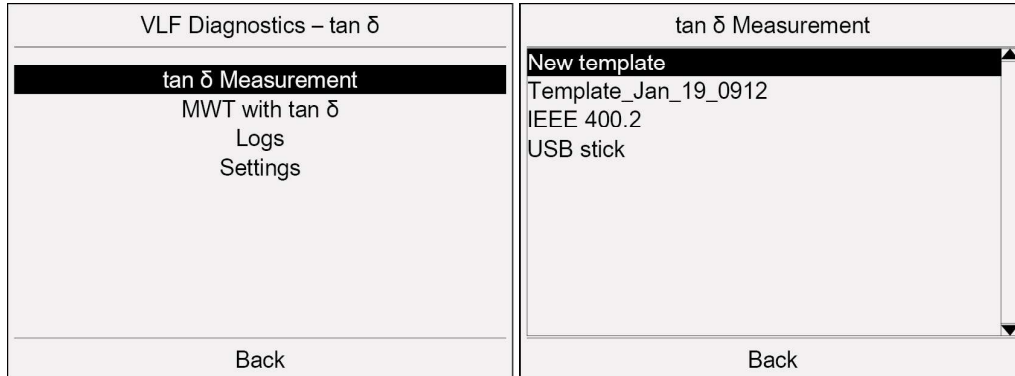 VLF Diagnostics – tan δ
tan δ Measurement
MWT with tan δ
Logs
Settings
Back
tan δ Measurement
New template
Template_Jan_19_0912
IEEE 400.2
USB stick
Back